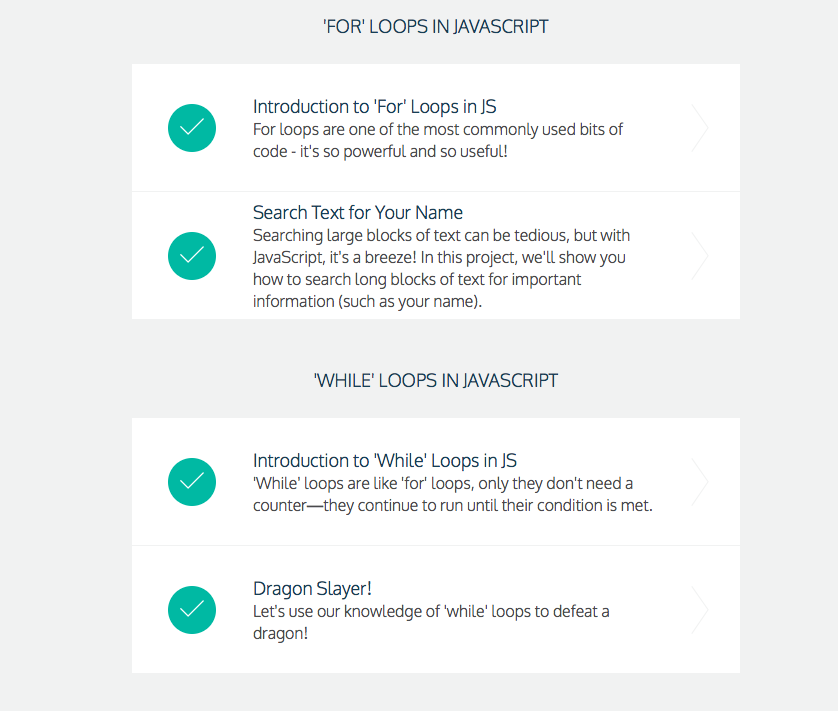 'FOR' LOOPS IN JAVASCRIPT
Introduction to 'For' Loops in JS
For loops are one of the most commonly used bits of
code - it's so powerful and so useful!
Search Text for Your Name
Searching large blocks of text can be tedious, but with
JavaScript, it's a breeze! In this project, we'll show you
how to search long blocks of text for important
information (such as your name).
'WHILE' LOOPS IN JAVASCRIPT
Introduction to 'While' Loops in JS
'While' loops are like 'for' loops, only they don't need a
counter—they continue to run until their condition is met.
Dragon Slayer!
Let's use our knowledge of 'while' loops to defeat a
dragon!